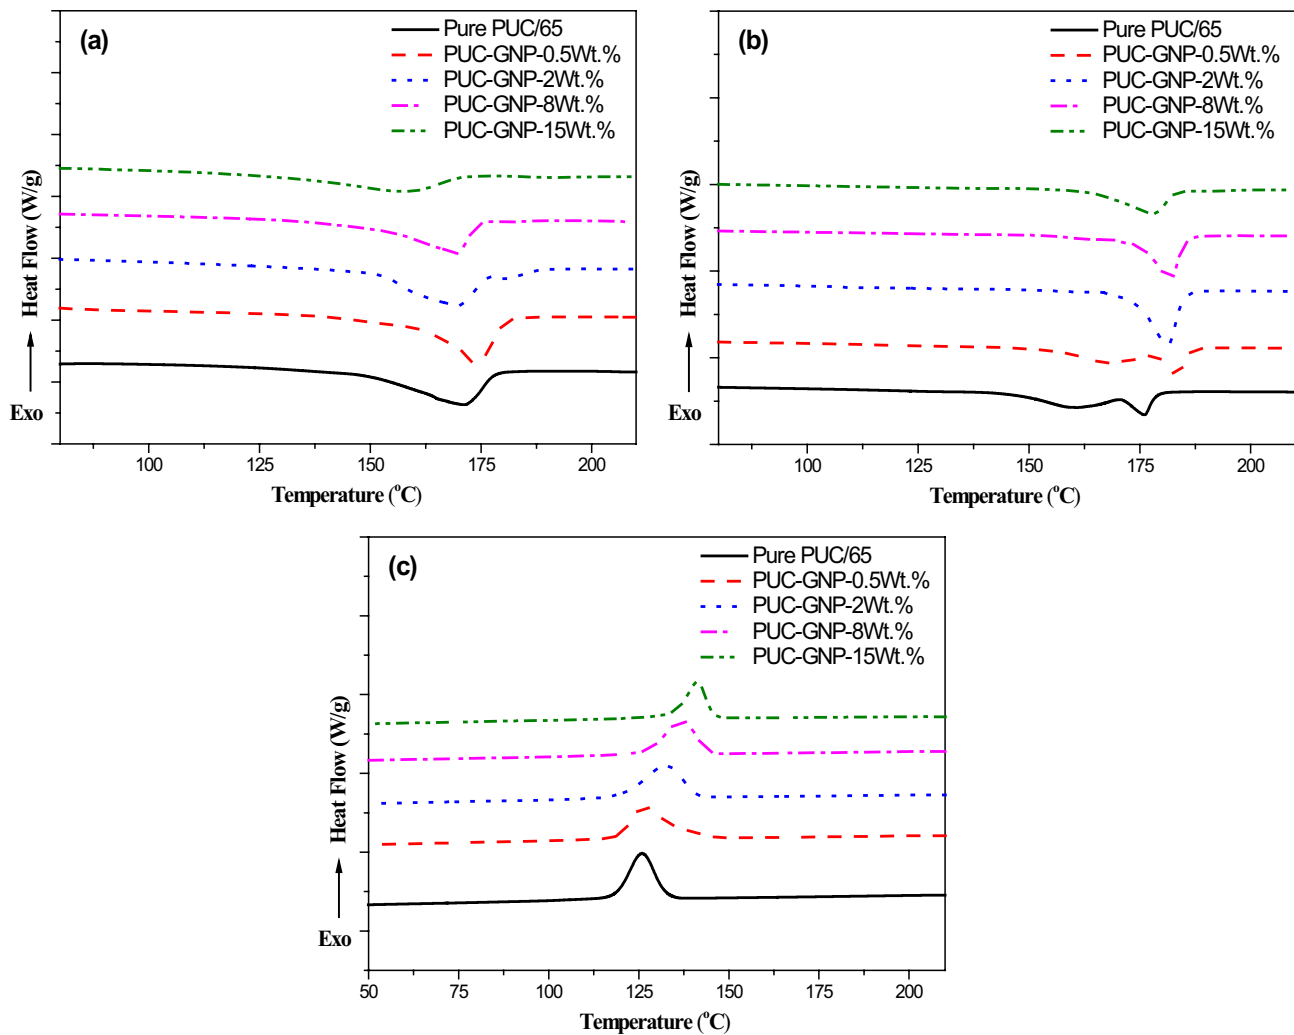 (a)
Pure PUC/65
PUC-GNP-0.5Wt.%
PUC-GNP-2Wt.%
PUC-GNP-8Wt.%
PUC-GNP-15Wt.%
Heat Flow (W/g)
Exo
100 125 150 175 200
Temperature (°C)
(b)
Pure PUC/65
PUC-GNP-0.5Wt.%
PUC-GNP-2Wt.%
PUC-GNP-8Wt.%
PUC-GNP-15Wt.%
Heat Flow (W/g)
Exo
100 125 150 175 200
Temperature (°C)
(c)
Pure PUC/65
PUC-GNP-0.5Wt.%
PUC-GNP-2Wt.%
PUC-GNP-8Wt.%
PUC-GNP-15Wt.%
Heat Flow (W/g)
Exo
50 75 100 125 150 175 200
Temperature (°C)